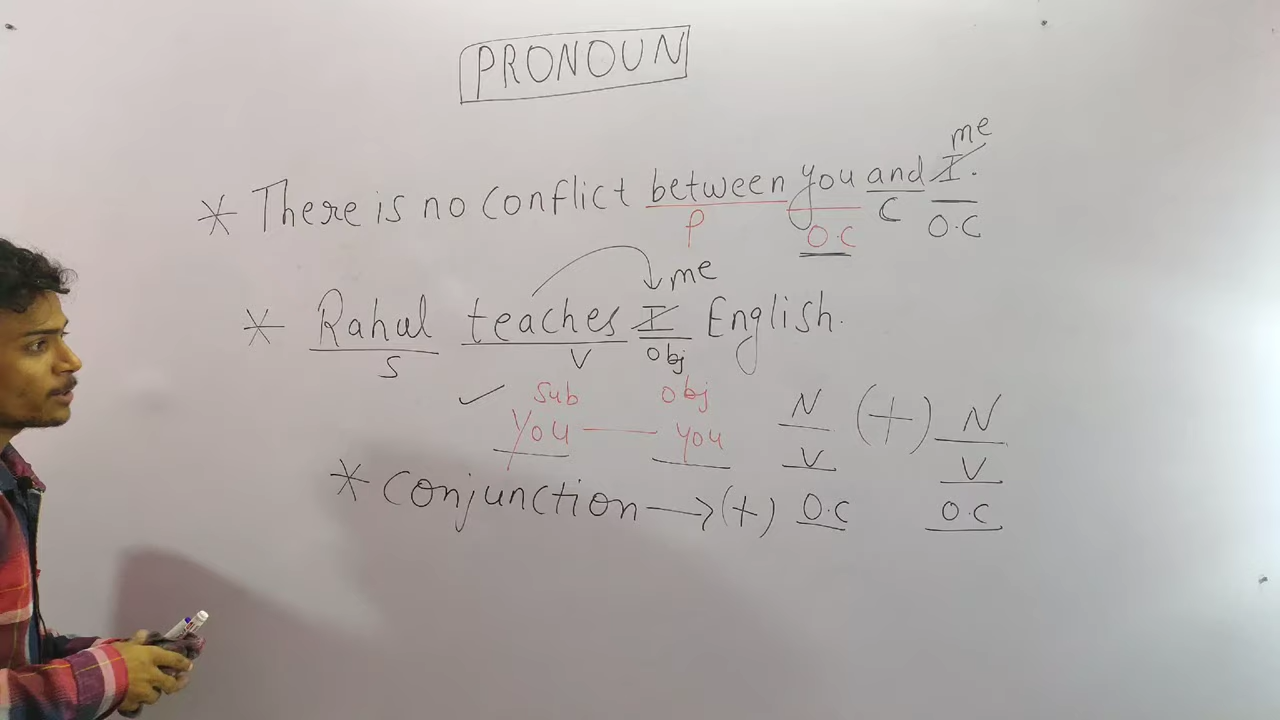 PRONOUN
me
* There is no conflict between you and I.
P O.C C O.C
me
* Rahul teaches I English.
S V obj
✓ Sub obj N (+) N
You — you V V
* Conjunction → (+) O.C O.C